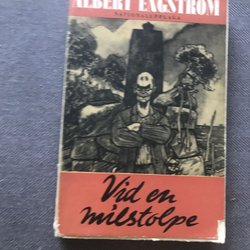 ALBERT ENGSTRÖM
NATIONALUPPLAGA
Vid en
milstolpe